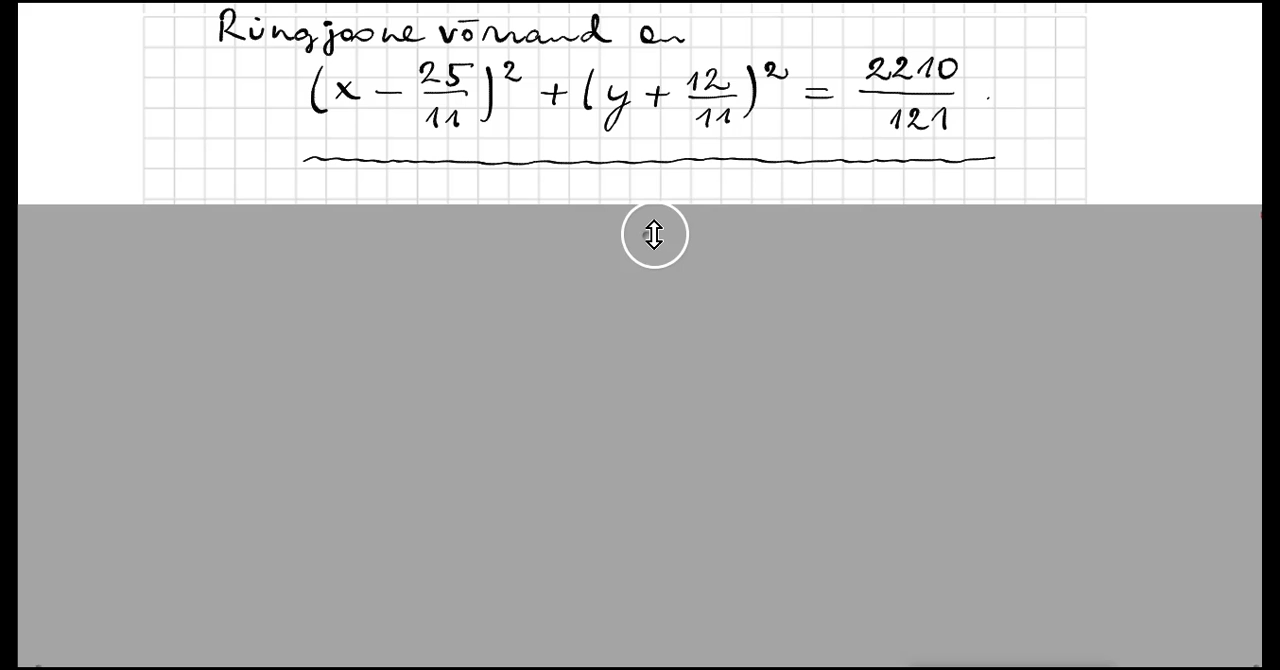 Ringjoone võrrand on
(x - 25/11)² + (y + 12/11)² = 2210/121.